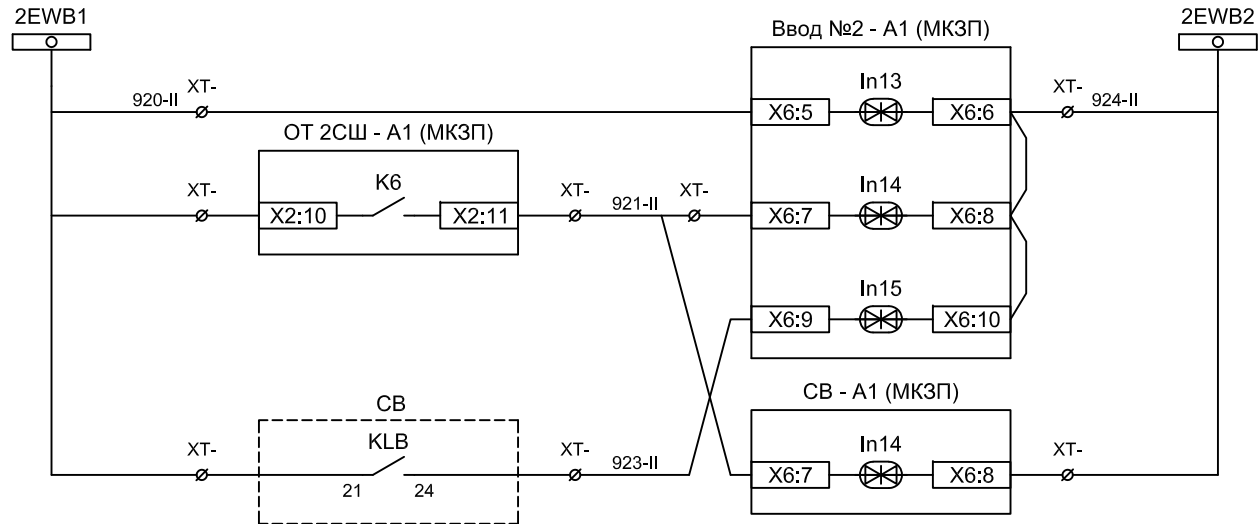 2EWB1
2EWB2
Ввод №2 - А1 (МКЗП)
920-II
XT-
X6:5
In13
X6:6
XT-
924-II
ОТ 2СШ - А1 (МКЗП)
XT-
X2:10
K6
X2:11
XT-
921-II
XT-
X6:7
In14
X6:8
X6:9
In15
X6:10
СВ
СВ - А1 (МКЗП)
XT-
KLB
21
24
XT-
923-II
X6:7
In14
X6:8
XT-